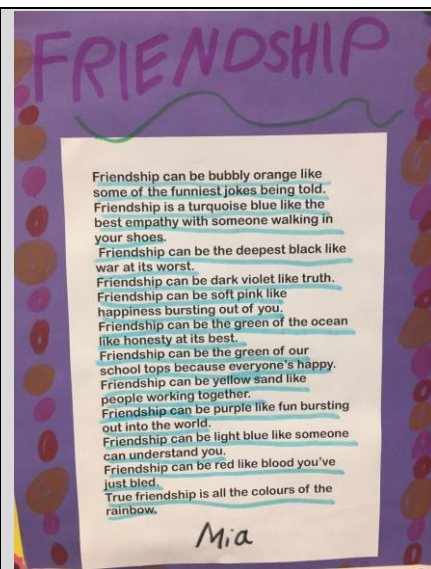 FRIENDSHIP
Friendship can be bubbly orange like
some of the funniest jokes being told.
Friendship is a turquoise blue like the
best empathy with someone walking in
your shoes.
Friendship can be the deepest black like
war at its worst.
Friendship can be dark violet like truth.
Friendship can be soft pink like
happiness bursting out of you.
Friendship can be the green of the ocean
like honesty at its best.
Friendship can be the green of our
school tops because everyone's happy.
Friendship can be yellow sand like
people working together.
Friendship can be purple like fun bursting
out into the world.
Friendship can be light blue like someone
can understand you.
Friendship can be red like blood you've
just bled.
True friendship is all the colours of the
rainbow.
Mia